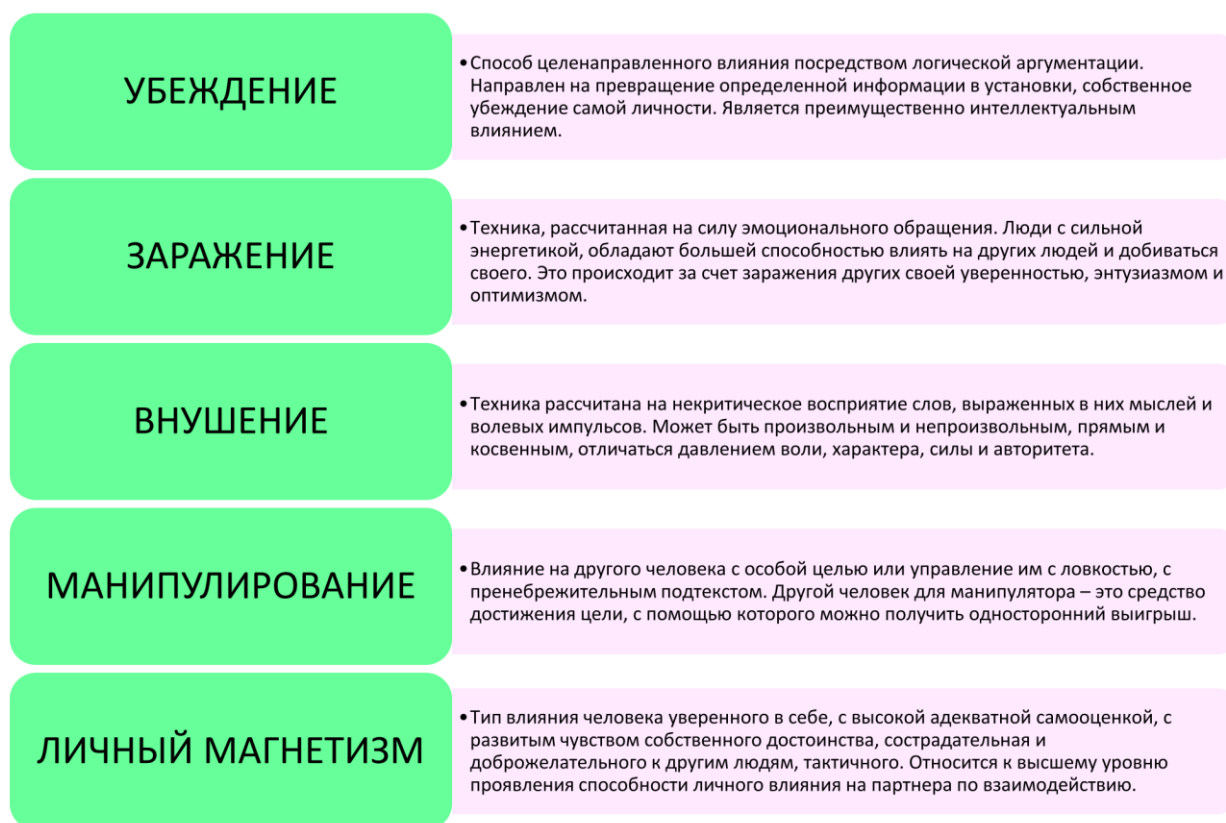 УБЕЖДЕНИЕ
•Способ целенаправленного влияния посредством логической аргументации.
Направлен на превращение определенной информации в установки, собственное
убеждение самой личности. Является преимущественно интеллектуальным
влиянием.
ЗАРАЖЕНИЕ
•Техника, рассчитанная на силу эмоционального обращения. Люди с сильной
энергетикой, обладают большей способностью влиять на других людей и добиваться
своего. Это происходит за счет заражения других своей уверенностью, энтузиазмом и
оптимизмом.
ВНУШЕНИЕ
•Техника рассчитана на некритическое восприятие слов, выраженных в них мыслей и
волевых импульсов. Может быть произвольным и непроизвольным, прямым и
косвенным, отличаться давлением воли, характера, силы и авторитета.
МАНИПУЛИРОВАНИЕ
•Влияние на другого человека с особой целью или управление им с ловкостью, с
пренебрежительным подтекстом. Другой человек для манипулятора – это средство
достижения цели, с помощью которого можно получить односторонний выигрыш.
ЛИЧНЫЙ МАГНЕТИЗМ
•Тип влияния человека уверенного в себе, с высокой адекватной самооценкой, с
развитым чувством собственного достоинства, сострадательная и
доброжелательного к другим людям, тактичного. Относится к высшему уровню
проявления способности личного влияния на партнера по взаимодействию.